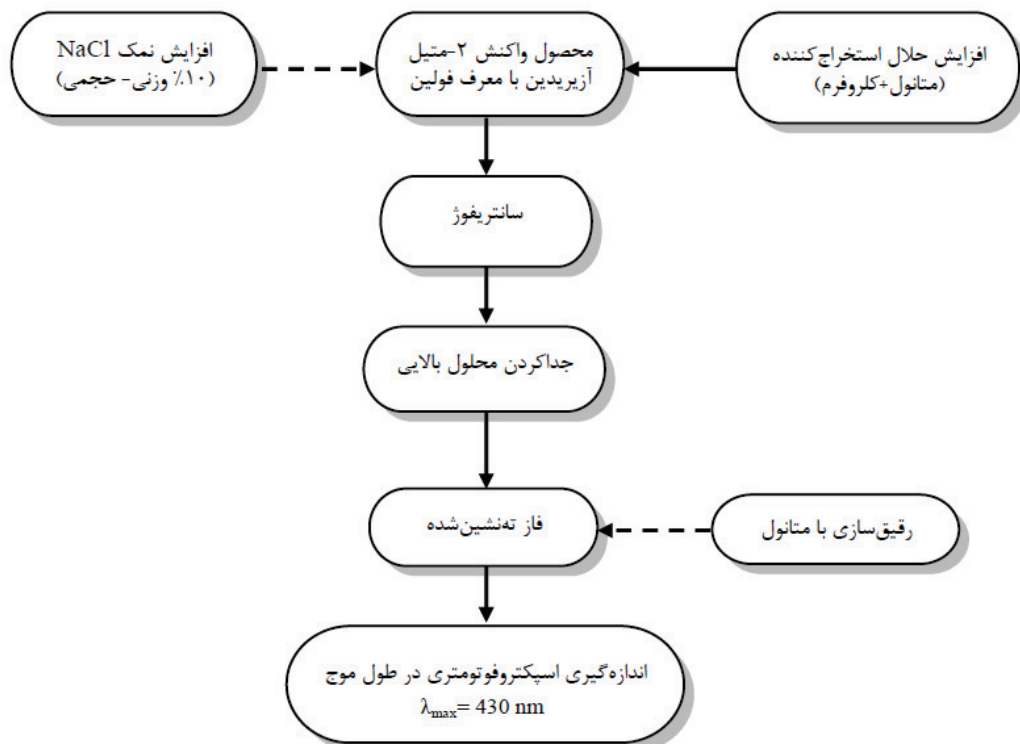 افزایش حلال استخراج‌کننده
(متانول+کلروفرم)
محصول واکنش ۲-متیل
آزیریدین با معرف فولین
افزایش نمک NaCl
(۱۰٪ وزنی- حجمی)
سانتریفوژ
جداکردن محلول بالایی
فاز ته‌نشین‌شده
رقیق‌سازی با متانول
اندازه‌گیری اسپکتروفوتومتری در طول موج
λmax= 430 nm